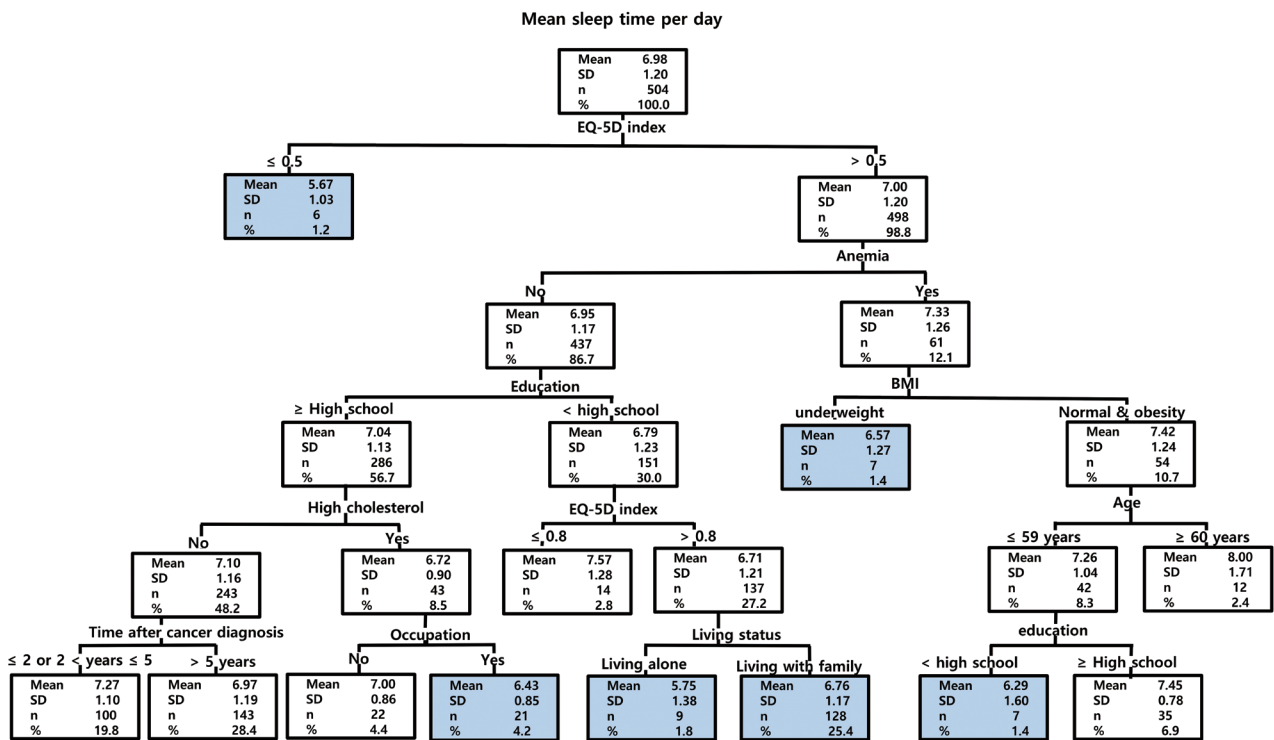 Mean sleep time per day
Mean 6.98
SD 1.20
n 504
% 100.0
EQ-5D index
≤ 0.5
> 0.5
Mean 5.67
SD 1.03
n 6
% 1.2
Mean 7.00
SD 1.20
n 498
% 98.8
Anemia
No
Yes
Mean 6.95
SD 1.17
n 437
% 86.7
Mean 7.33
SD 1.26
n 61
% 12.1
Education
BMI
≥ High school
< high school
underweight
Normal & obesity
Mean 7.04
SD 1.13
n 286
% 56.7
Mean 6.79
SD 1.23
n 151
% 30.0
Mean 6.57
SD 1.27
n 7
% 1.4
Mean 7.42
SD 1.24
n 54
% 10.7
High cholesterol
EQ-5D index
Age
No
Yes
≤ 0.8
> 0.8
≤ 59 years
≥ 60 years
Mean 7.10
SD 1.16
n 243
% 48.2
Mean 6.72
SD 0.90
n 43
% 8.5
Mean 7.57
SD 1.28
n 14
% 2.8
Mean 6.71
SD 1.21
n 137
% 27.2
Mean 7.26
SD 1.04
n 42
% 8.3
Mean 8.00
SD 1.71
n 12
% 2.4
Time after cancer diagnosis
Occupation
Living status
education
≤ 2 or 2 < years ≤ 5
> 5 years
No
Yes
Living alone
Living with family
< high school
≥ High school
Mean 7.27
SD 1.10
n 100
% 19.8
Mean 6.97
SD 1.19
n 143
% 28.4
Mean 7.00
SD 0.86
n 22
% 4.4
Mean 6.43
SD 0.85
n 21
% 4.2
Mean 5.75
SD 1.38
n 9
% 1.8
Mean 6.76
SD 1.17
n 128
% 25.4
Mean 6.29
SD 1.60
n 7
% 1.4
Mean 7.45
SD 0.78
n 35
% 6.9